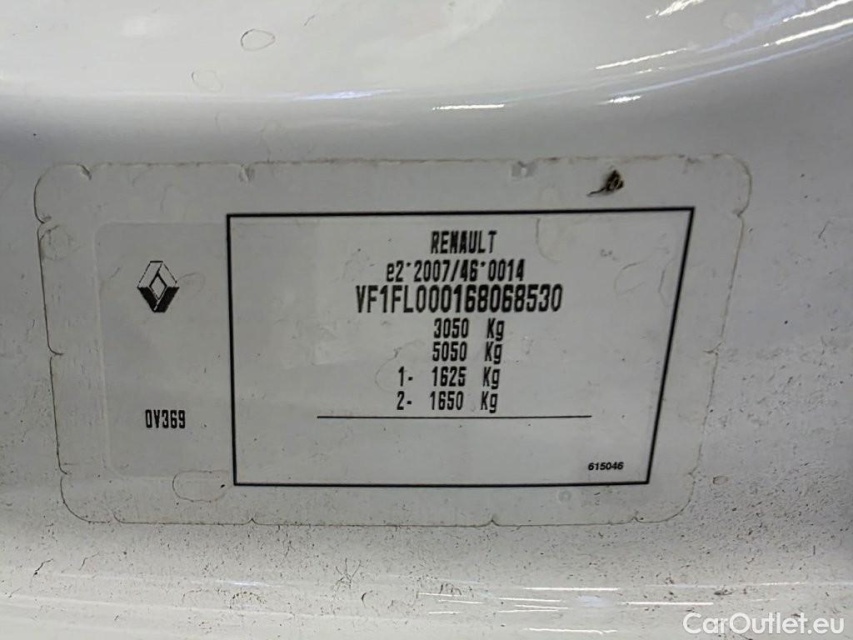 RENAULT
e2*2007/46*0014
VF1FL000168068530
3050 Kg
5050 Kg
1- 1625 Kg
2- 1650 Kg
0V369
615046
CarOutlet.eu